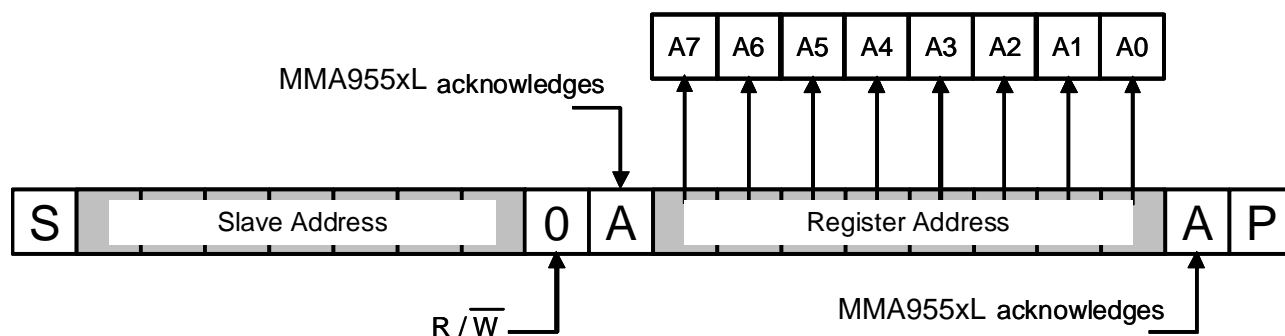 A7 A6 A5 A4 A3 A2 A1 A0
MMA955xL acknowledges
S Slave Address 0 A Register Address A P
R / W̅
MMA955xL acknowledges